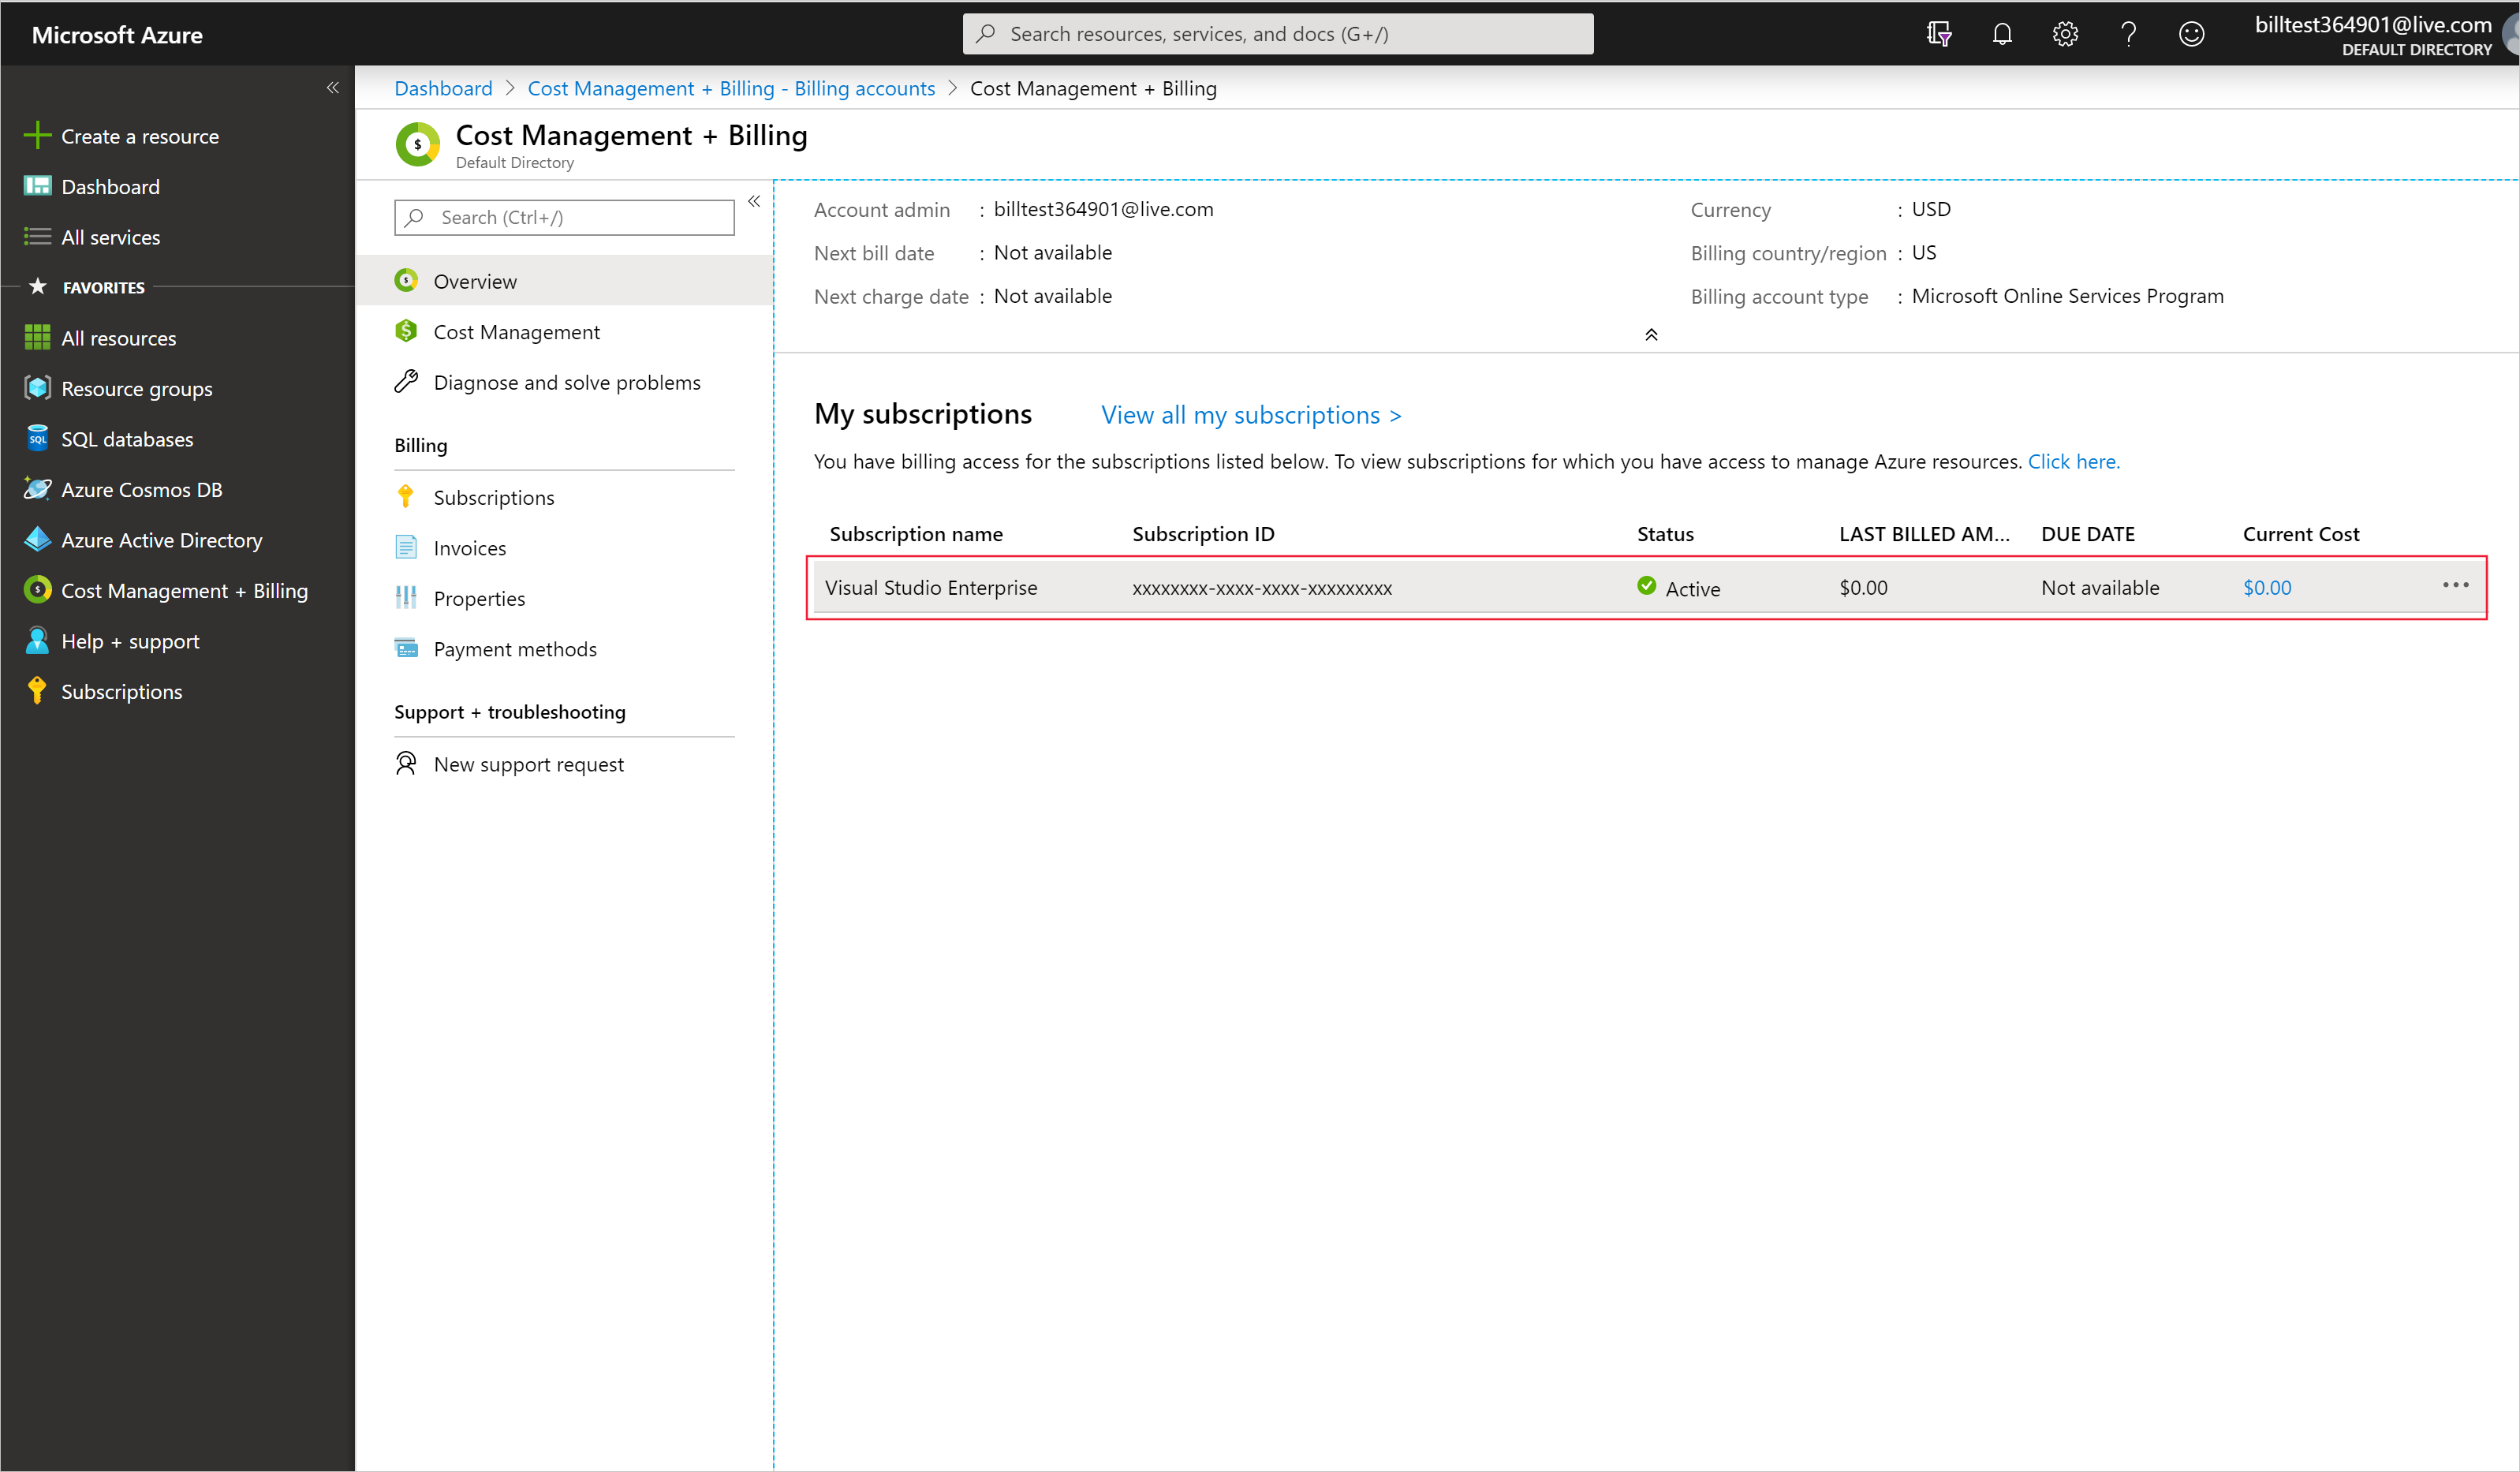 Microsoft Azure
Search resources, services, and docs (G+/)
billtest364901@live.com
DEFAULT DIRECTORY
Create a resource
Dashboard
All services
FAVORITES
All resources
Resource groups
SQL databases
Azure Cosmos DB
Azure Active Directory
Cost Management + Billing
Help + support
Subscriptions
Dashboard > Cost Management + Billing - Billing accounts > Cost Management + Billing
Cost Management + Billing
Default Directory
Search (Ctrl+/)
Overview
Cost Management
Diagnose and solve problems
Billing
Subscriptions
Invoices
Properties
Payment methods
Support + troubleshooting
New support request
Account admin : billtest364901@live.com
Next bill date : Not available
Next charge date : Not available
Currency : USD
Billing country/region : US
Billing account type : Microsoft Online Services Program
My subscriptions View all my subscriptions >
You have billing access for the subscriptions listed below. To view subscriptions for which you have access to manage Azure resources. Click here.
Subscription name Subscription ID Status LAST BILLED AM... DUE DATE Current Cost
Visual Studio Enterprise xxxxxxxx-xxxx-xxxx-xxxxxxxxx Active $0.00 Not available $0.00 ...